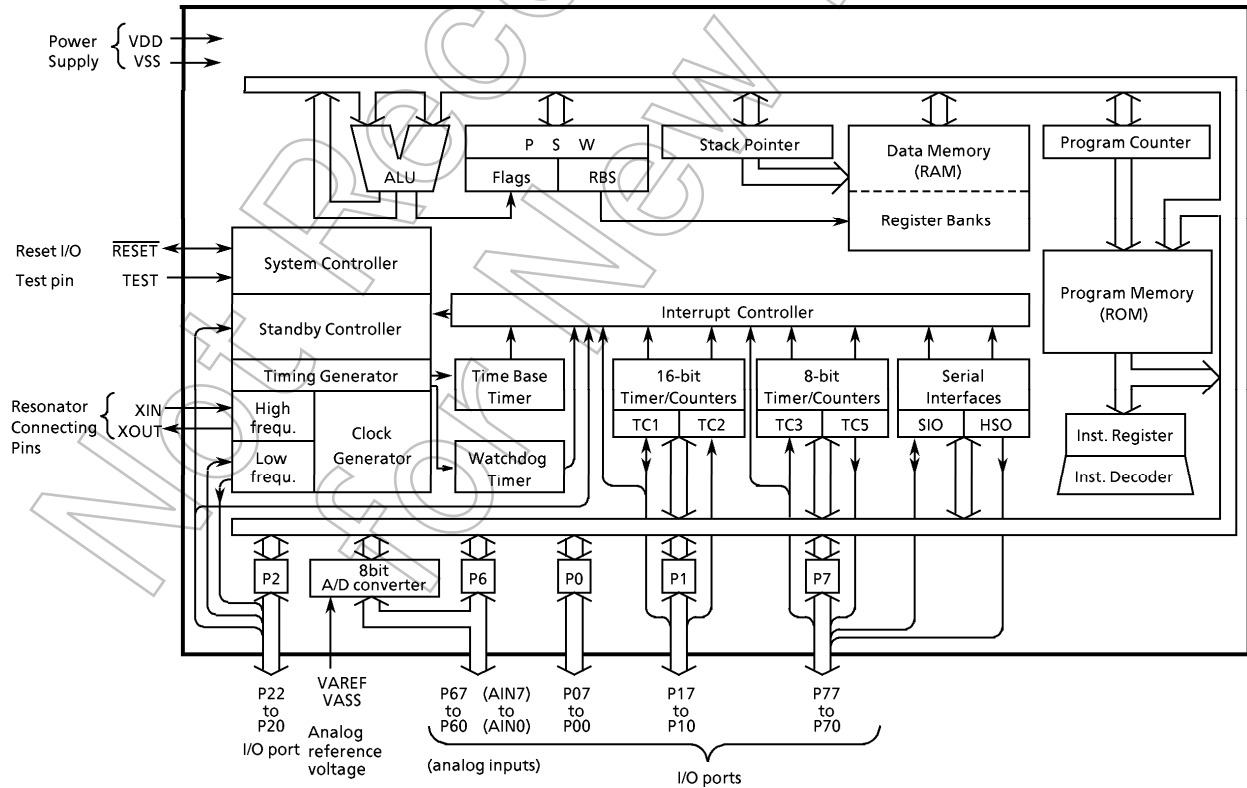 Not Rec
for New
Power
Supply
VDD
VSS
P S W
ALU
Flags
RBS
Stack Pointer
Data Memory
(RAM)
Register Banks
Program Counter
Reset I/O
RESET
Test pin
TEST
System Controller
Standby Controller
Interrupt Controller
Program Memory
(ROM)
Timing Generator
Time Base
Timer
16-bit
Timer/Counters
TC1
TC2
8-bit
Timer/Counters
TC3
TC5
Serial
Interfaces
SIO
HSO
Resonator
Connecting
Pins
XIN
XOUT
High
frequ.
Low
frequ.
Clock
Generator
Watchdog
Timer
Inst. Register
Inst. Decoder
P2
8bit
A/D converter
P6
P0
P1
P7
P22
to
P20
I/O port
VAREF
VASS
Analog
reference
voltage
P67 (AIN7)
to to
P60 (AIN0)
(analog inputs)
P07
to
P00
P17
to
P10
P77
to
P70
I/O ports